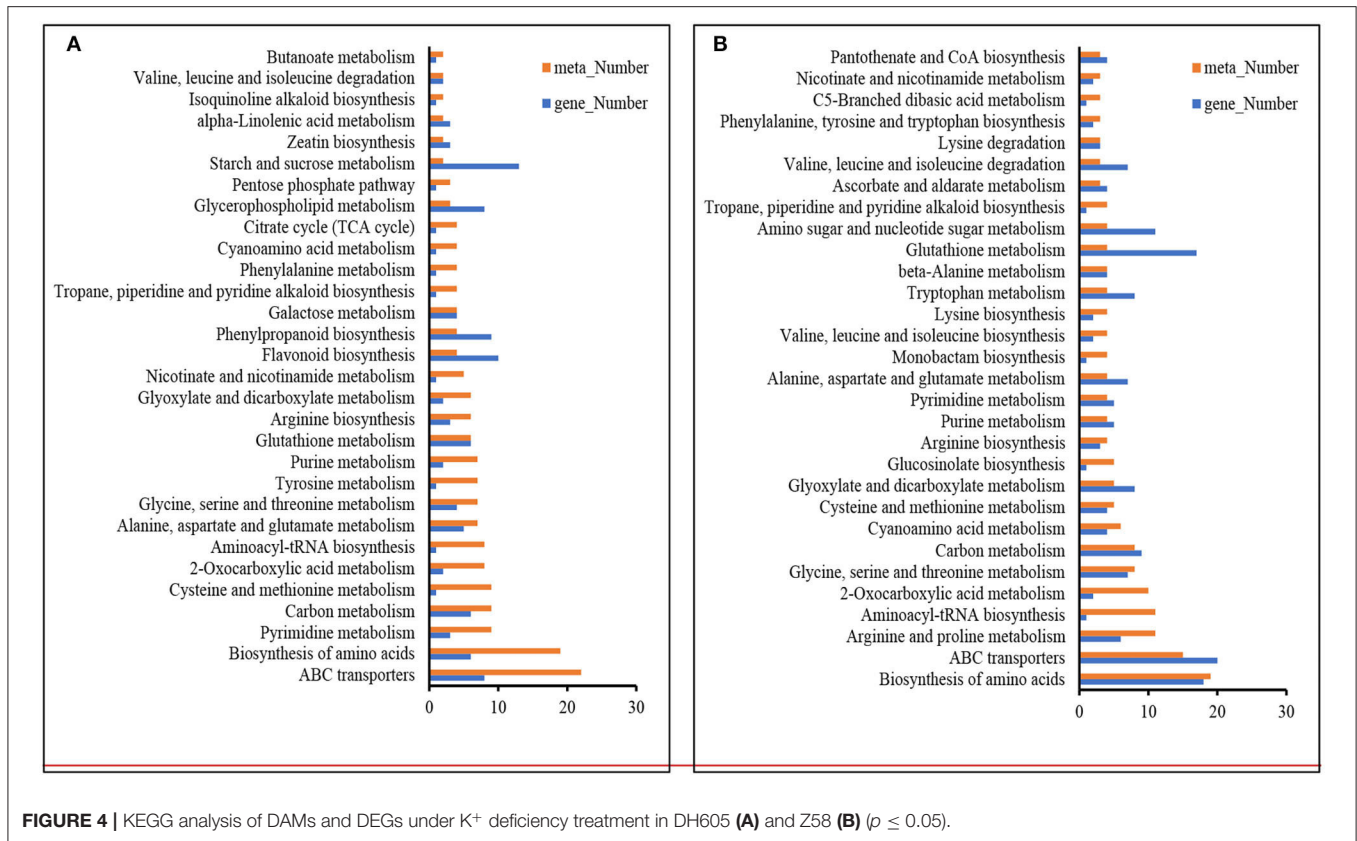 A
Butanoate metabolism
Valine, leucine and isoleucine degradation
Isoquinoline alkaloid biosynthesis
alpha-Linolenic acid metabolism
Zeatin biosynthesis
Starch and sucrose metabolism
Pentose phosphate pathway
Glycerophospholipid metabolism
Citrate cycle (TCA cycle)
Cyanoamino acid metabolism
Phenylalanine metabolism
Tropane, piperidine and pyridine alkaloid biosynthesis
Galactose metabolism
Phenylpropanoid biosynthesis
Flavonoid biosynthesis
Nicotinate and nicotinamide metabolism
Glyoxylate and dicarboxylate metabolism
Arginine biosynthesis
Glutathione metabolism
Purine metabolism
Tyrosine metabolism
Glycine, serine and threonine metabolism
Alanine, aspartate and glutamate metabolism
Aminoacyl-tRNA biosynthesis
2-Oxocarboxylic acid metabolism
Cysteine and methionine metabolism
Carbon metabolism
Pyrimidine metabolism
Biosynthesis of amino acids
ABC transporters
0 10 20 30
meta_Number
gene_Number
B
Pantothenate and CoA biosynthesis
Nicotinate and nicotinamide metabolism
C5-Branched dibasic acid metabolism
Phenylalanine, tyrosine and tryptophan biosynthesis
Lysine degradation
Valine, leucine and isoleucine degradation
Ascorbate and aldarate metabolism
Tropane, piperidine and pyridine alkaloid biosynthesis
Amino sugar and nucleotide sugar metabolism
Glutathione metabolism
beta-Alanine metabolism
Tryptophan metabolism
Lysine biosynthesis
Valine, leucine and isoleucine biosynthesis
Monobactam biosynthesis
Alanine, aspartate and glutamate metabolism
Pyrimidine metabolism
Purine metabolism
Arginine biosynthesis
Glucosinolate biosynthesis
Glyoxylate and dicarboxylate metabolism
Cysteine and methionine metabolism
Cyanoamino acid metabolism
Carbon metabolism
Glycine, serine and threonine metabolism
2-Oxocarboxylic acid metabolism
Aminoacyl-tRNA biosynthesis
Arginine and proline metabolism
ABC transporters
Biosynthesis of amino acids
0 10 20 30
meta_Number
gene_Number
FIGURE 4 | KEGG analysis of DAMs and DEGs under K⁺ deficiency treatment in DH605 (A) and Z58 (B) (p ≤ 0.05).